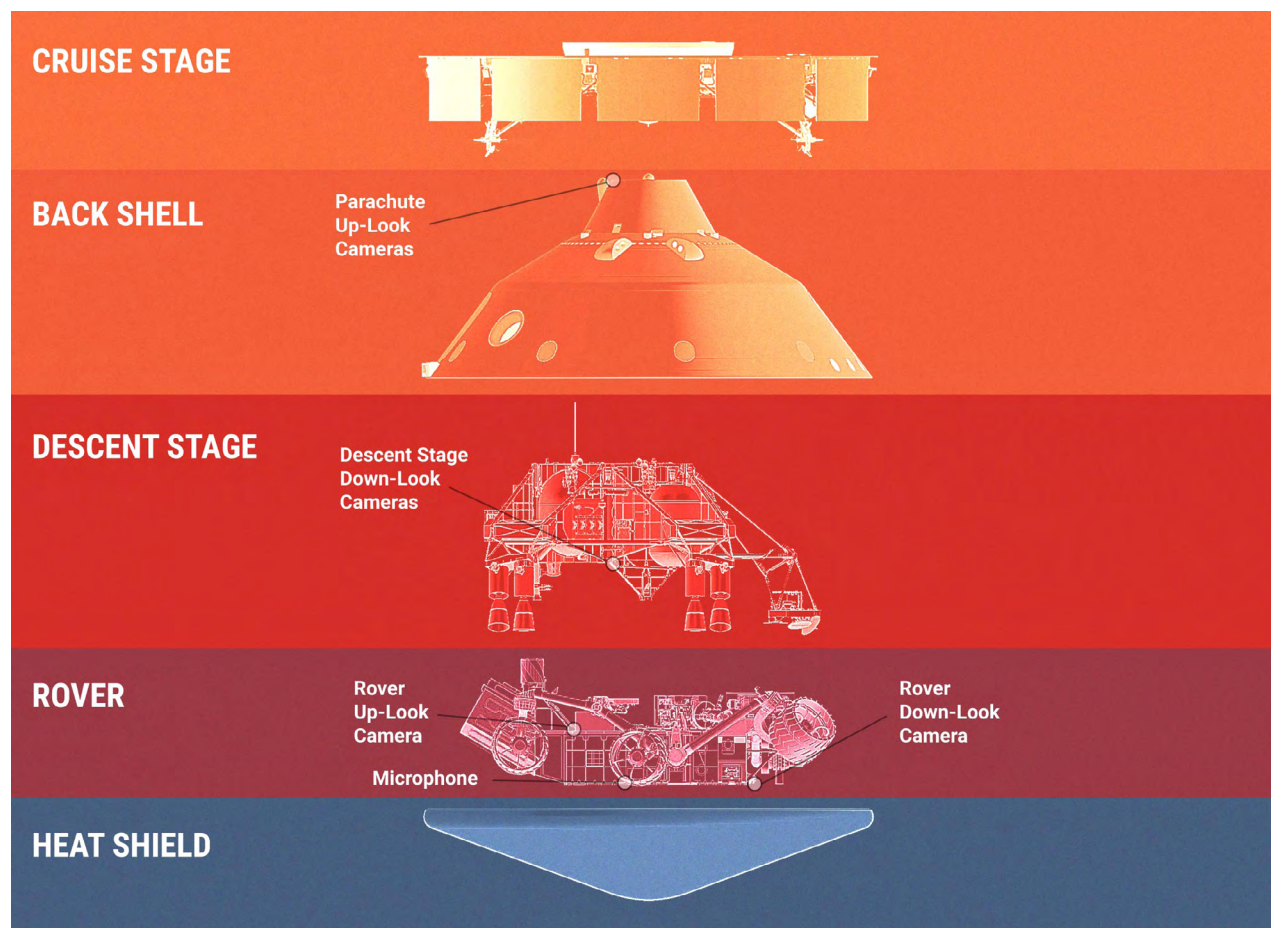 CRUISE STAGE
BACK SHELL
Parachute
Up-Look
Cameras
DESCENT STAGE
Descent Stage
Down-Look
Cameras
ROVER
Rover
Up-Look
Camera
Microphone
Rover
Down-Look
Camera
HEAT SHIELD